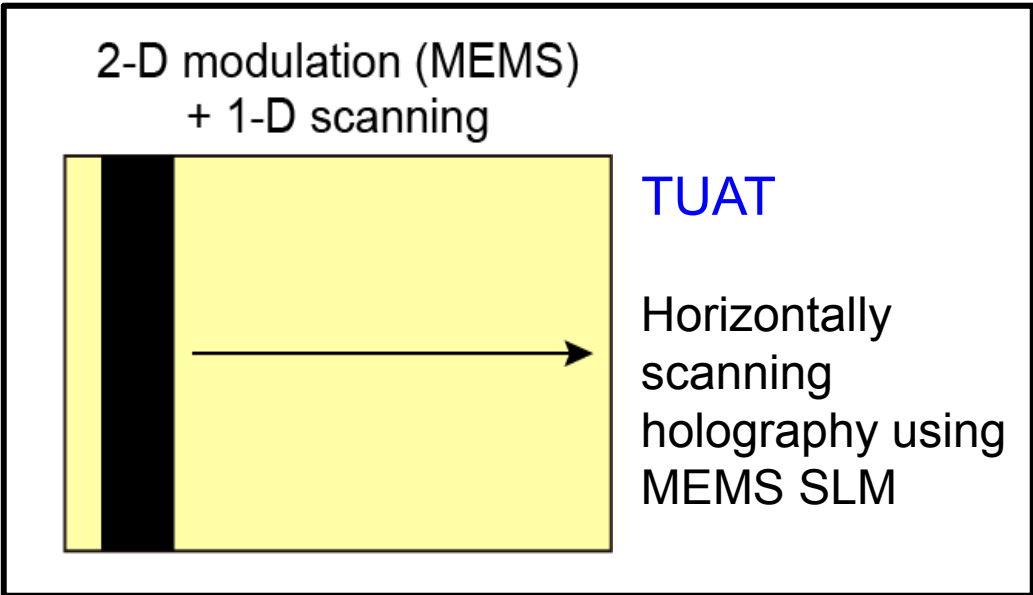 2-D modulation (MEMS)
+ 1-D scanning
TUAT
Horizontally
scanning
holography using
MEMS SLM